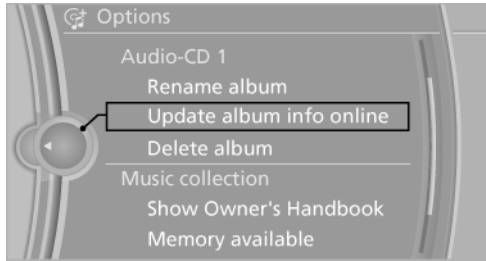 Options
Audio-CD 1
Rename album
Update album info online
Delete album
Music collection
Show Owner's Handbook
Memory available